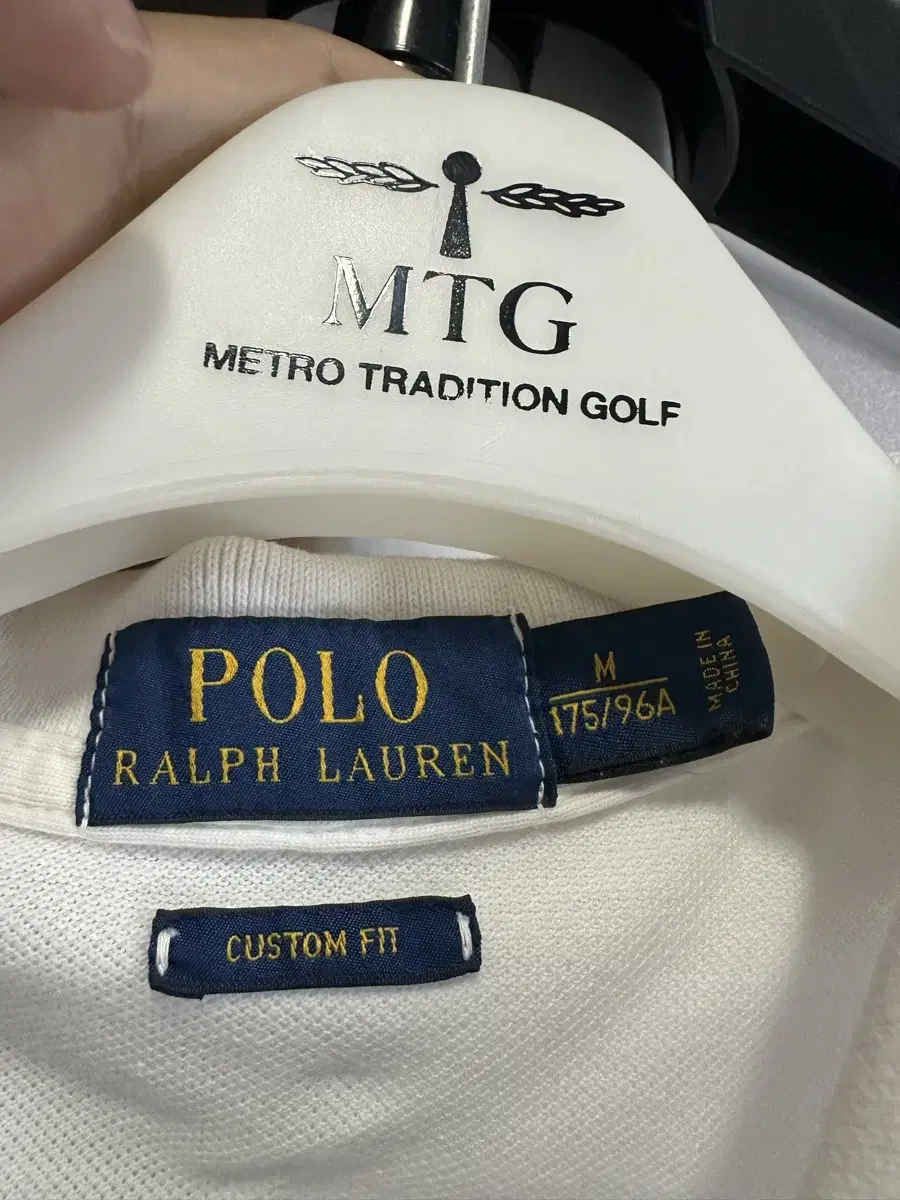 MTG
METRO TRADITION GOLF
POLO
RALPH LAUREN
M
175/96A
MADE IN
CHINA
CUSTOM FIT